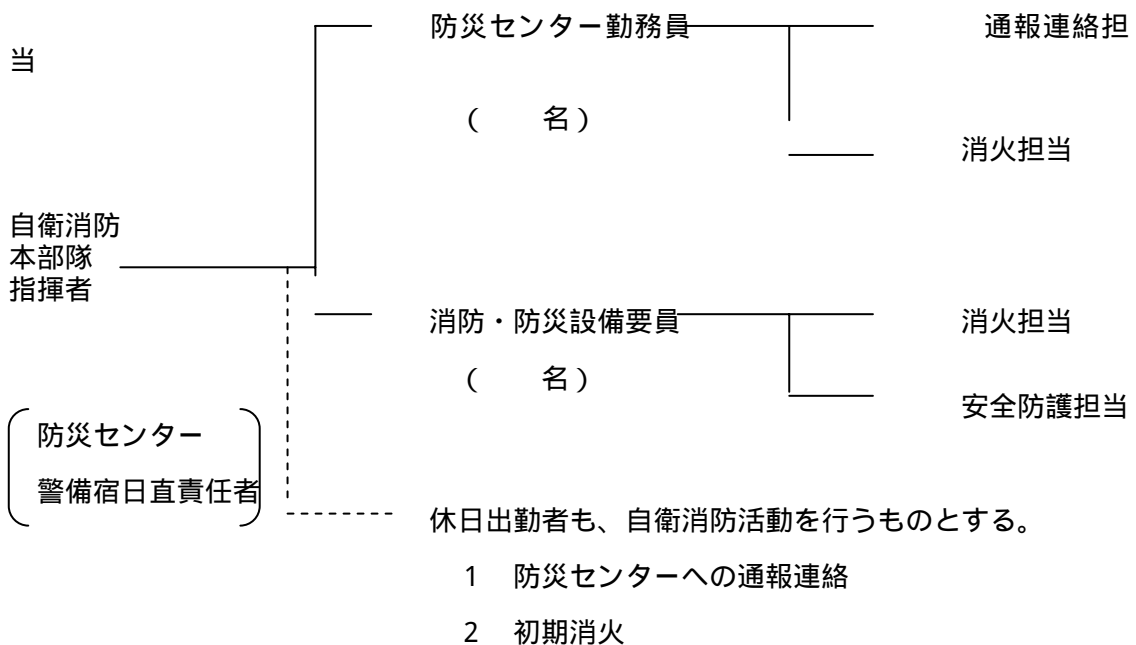 防災センター勤務員 通報連絡担
当
( 名)
消火担当
自衛消防
本部隊
指揮者
消防・防災設備要員 消火担当
( 名)
安全防護担当
防災センター
警備宿日直責任者
休日出勤者も、自衛消防活動を行うものとする。
1 防災センターへの通報連絡
2 初期消火